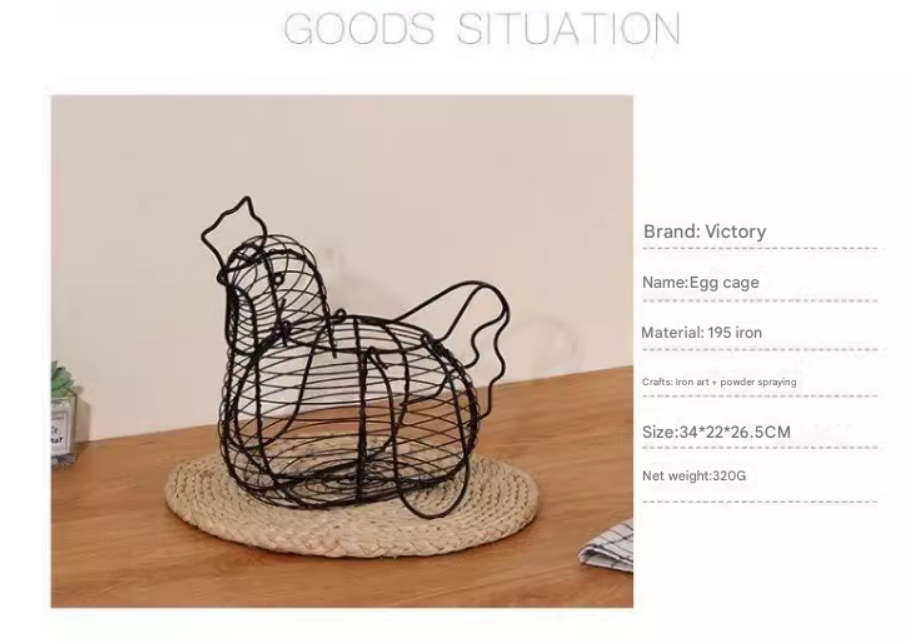 GOODS SITUATION
Brand: Victory
Name:Egg cage
Material: 195 iron
Crafts: Iron art + powder spraying
Size:34*22*26.5CM
Net weight:320G